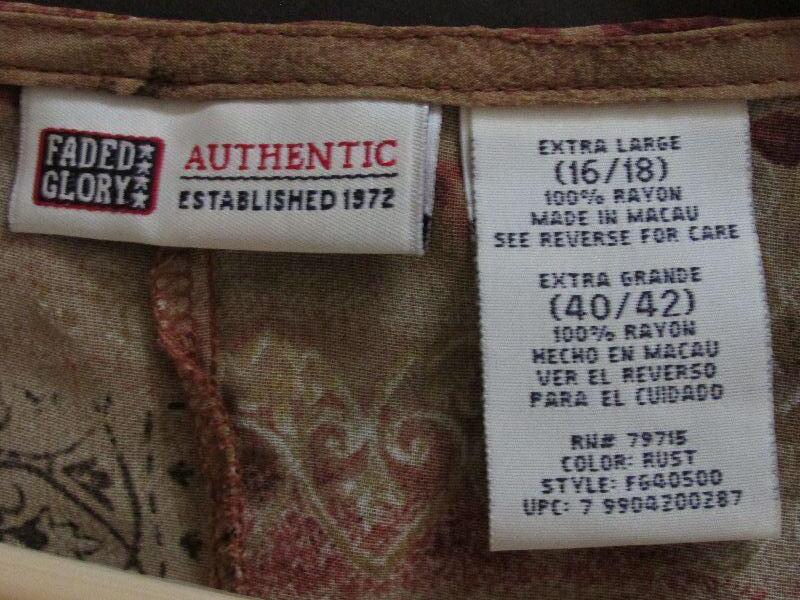 FADED
GLORY
AUTHENTIC
ESTABLISHED 1972
EXTRA LARGE
(16/18)
100% RAYON
MADE IN MACAU
SEE REVERSE FOR CARE
EXTRA GRANDE
(40/42)
100% RAYON
HECHO EN MACAU
VER EL REVERSO
PARA EL CUIDADO
RN# 79715
COLOR: RUST
STYLE: FG40500
UPC: 7 9904200287